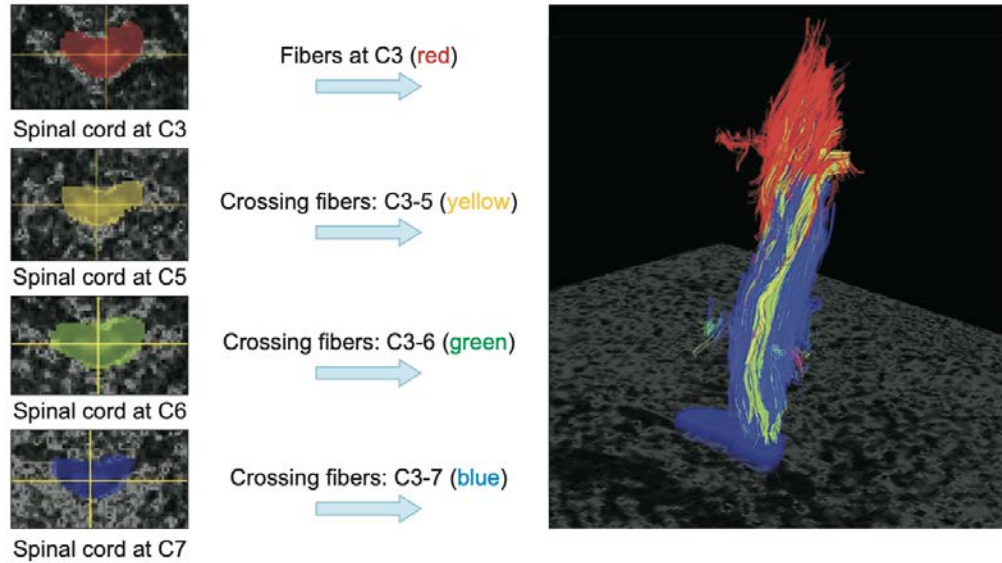 Fibers at C3 (red)
Spinal cord at C3
Crossing fibers: C3-5 (yellow)
Spinal cord at C5
Crossing fibers: C3-6 (green)
Spinal cord at C6
Crossing fibers: C3-7 (blue)
Spinal cord at C7